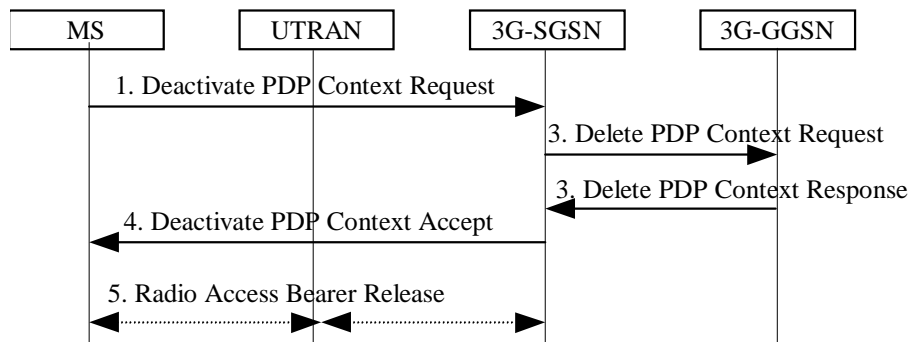 MS
UTRAN
3G-SGSN
3G-GGSN
1. Deactivate PDP Context Request
3. Delete PDP Context Request
3. Delete PDP Context Response
4. Deactivate PDP Context Accept
5. Radio Access Bearer Release